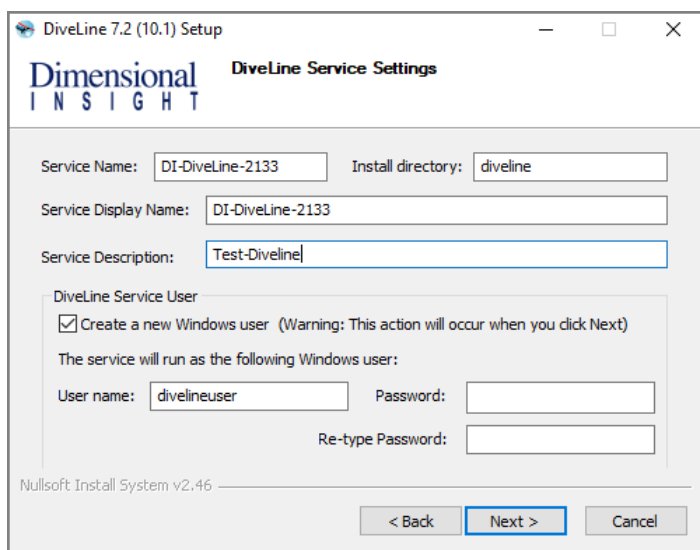 DiveLine 7.2 (10.1) Setup
Dimensional
INSIGHT
DiveLine Service Settings
Service Name: DI-DiveLine-2133 Install directory: diveline
Service Display Name: DI-DiveLine-2133
Service Description: Test-Diveline
DiveLine Service User
Create a new Windows user (Warning: This action will occur when you click Next)
The service will run as the following Windows user:
User name: divelineuser Password:
Re-type Password:
Nullsoft Install System v2.46
< Back Next > Cancel